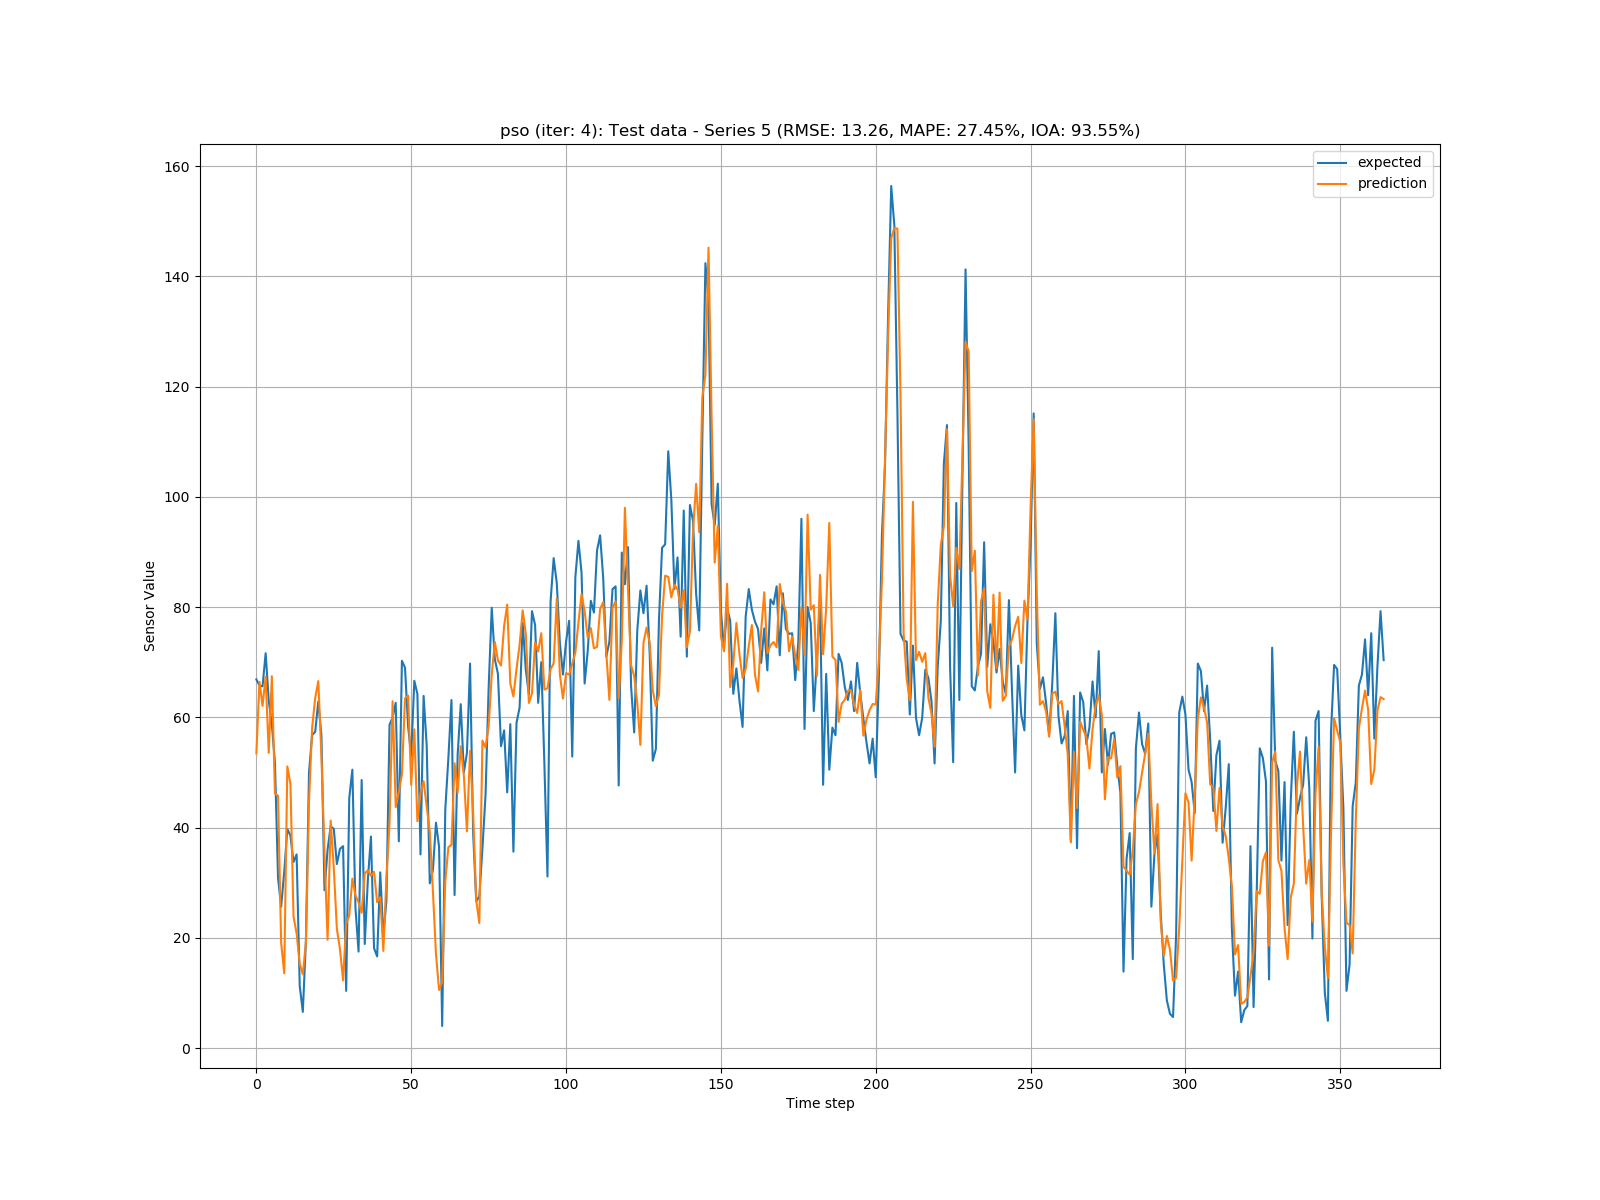 pso (iter: 4): Test data - Series 5 (RMSE: 13.26, MAPE: 27.45%, IOA: 93.55%)
expected
prediction
160
140
120
100
80
60
40
20
0
Sensor Value
0 50 100 150 200 250 300 350
Time step